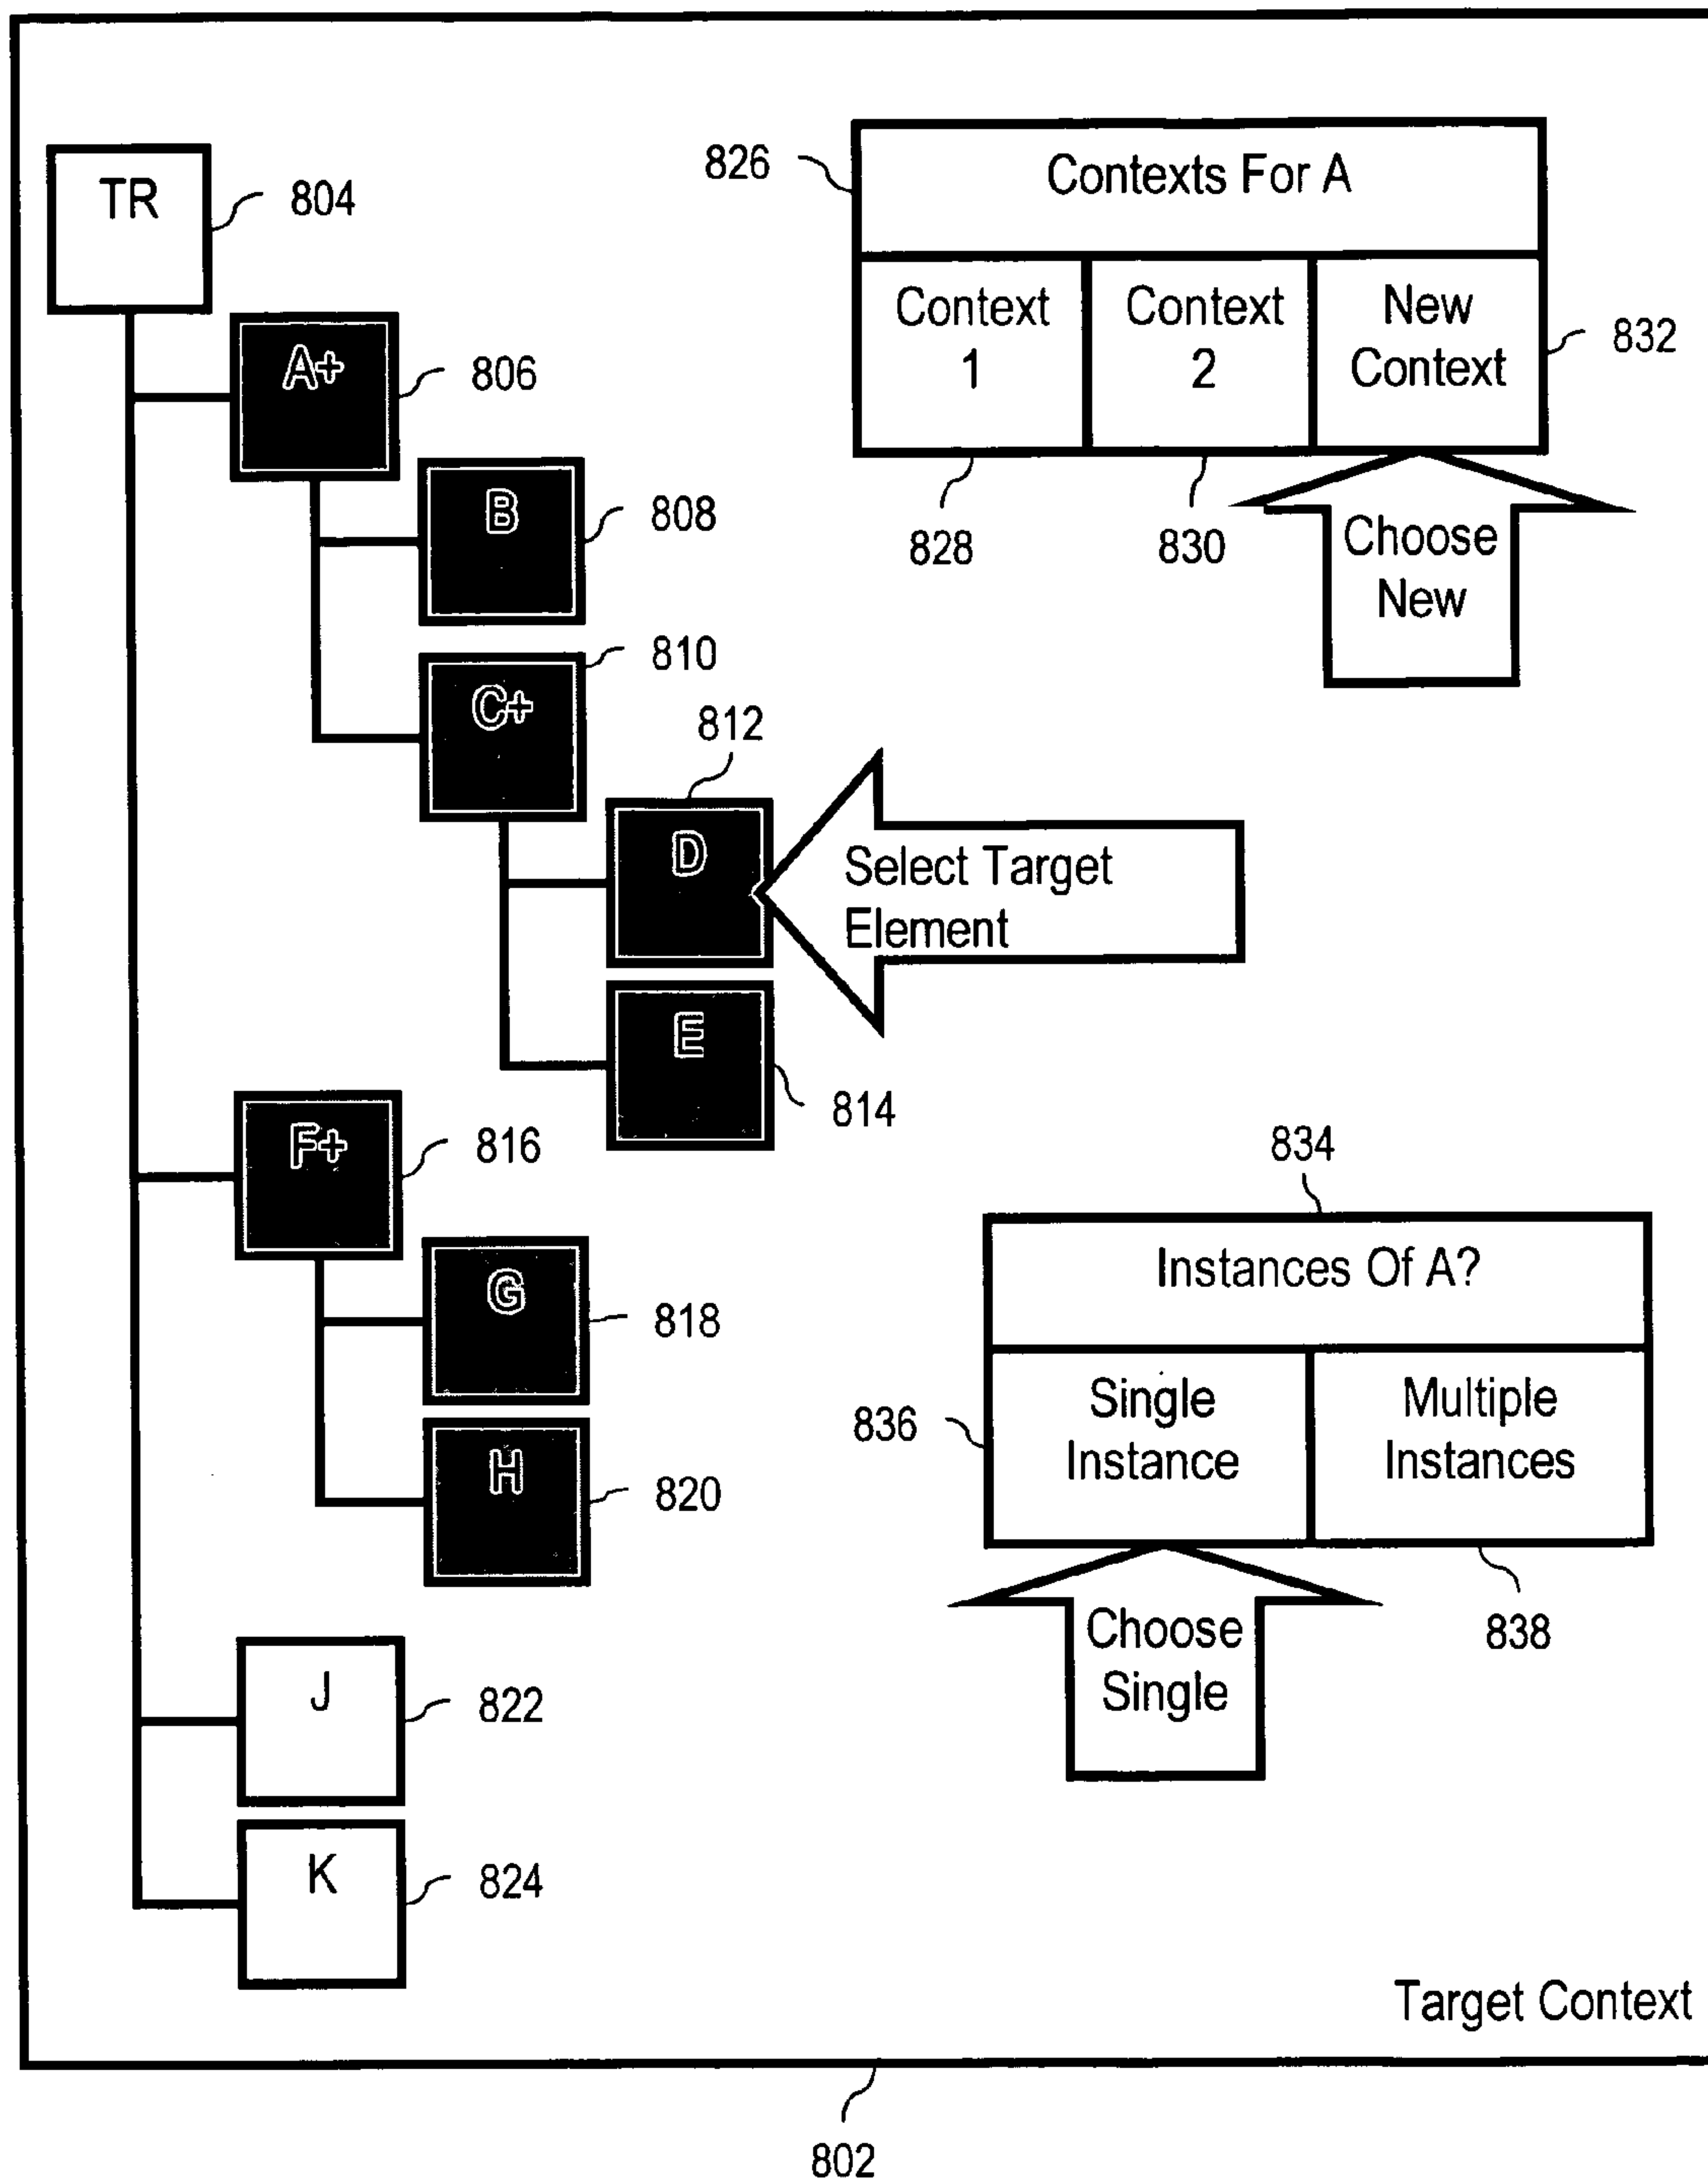 TR
804
826
Contexts For A
Context
1
Context
2
New
Context
832
828
830
Choose
New
A+
806
B
808
C+
810
812
D
Select Target
Element
E
814
F+
816
834
Instances Of A?
G
818
836
Single
Instance
Multiple
Instances
H
820
Choose
Single
838
J
822
K
824
Target Context
802